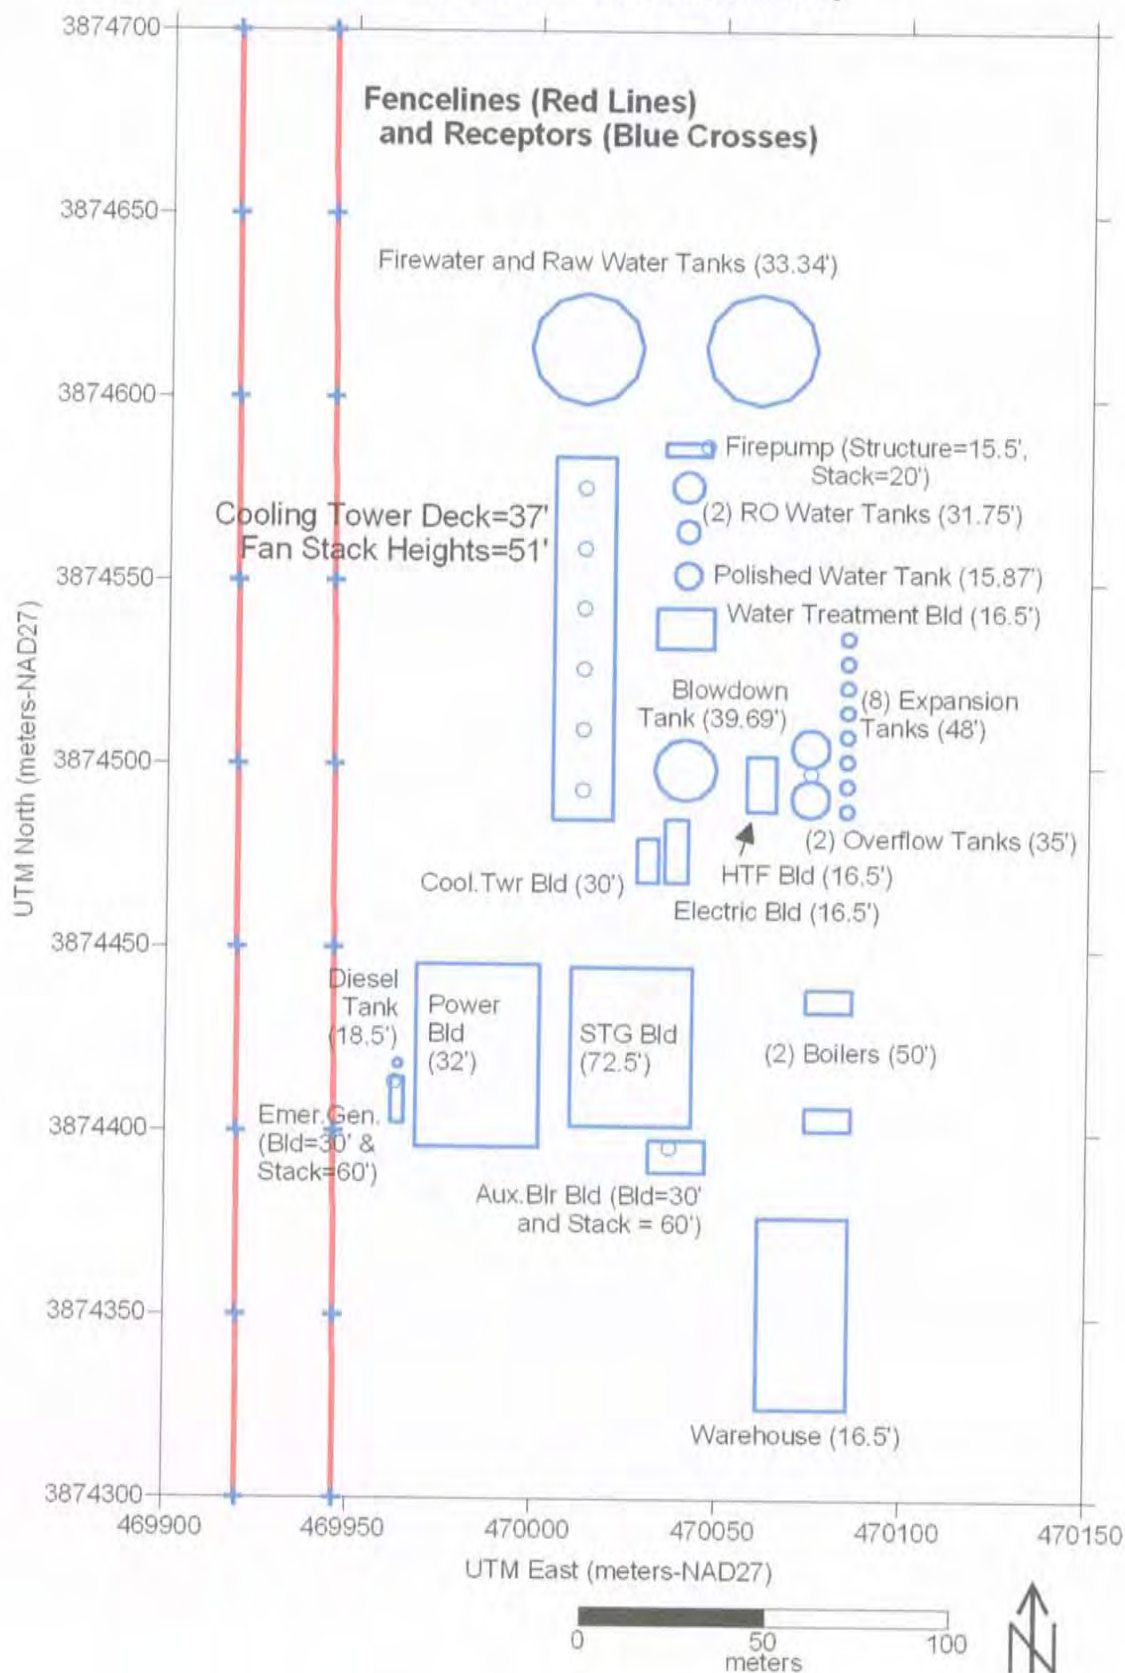 Fencelines (Red Lines)
and Receptors (Blue Crosses)
3874700
3874650
3874600
3874550
3874500
3874450
3874400
3874350
3874300
UTM North (meters-NAD27)
Firewater and Raw Water Tanks (33.34')
Firepump (Structure=15.5',
Stack=20')
Cooling Tower Deck=37'
Fan Stack Heights=51'
(2) RO Water Tanks (31.75')
Polished Water Tank (15.87')
Water Treatment Bld (16.5')
Blowdown
Tank (39.69')
(8) Expansion
Tanks (48')
(2) Overflow Tanks (35')
HTF Bld (16.5')
Cool.Twr Bld (30')
Electric Bld (16.5')
Diesel
Tank
(18.5')
Power
Bld
(32')
STG Bld
(72.5')
(2) Boilers (50')
Emer.Gen.
(Bld=30' &
Stack=60')
Aux.Blr Bld (Bld=30'
and Stack = 60')
Warehouse (16.5')
469900
469950
470000
470050
470100
470150
UTM East (meters-NAD27)
0
50
100
meters
N